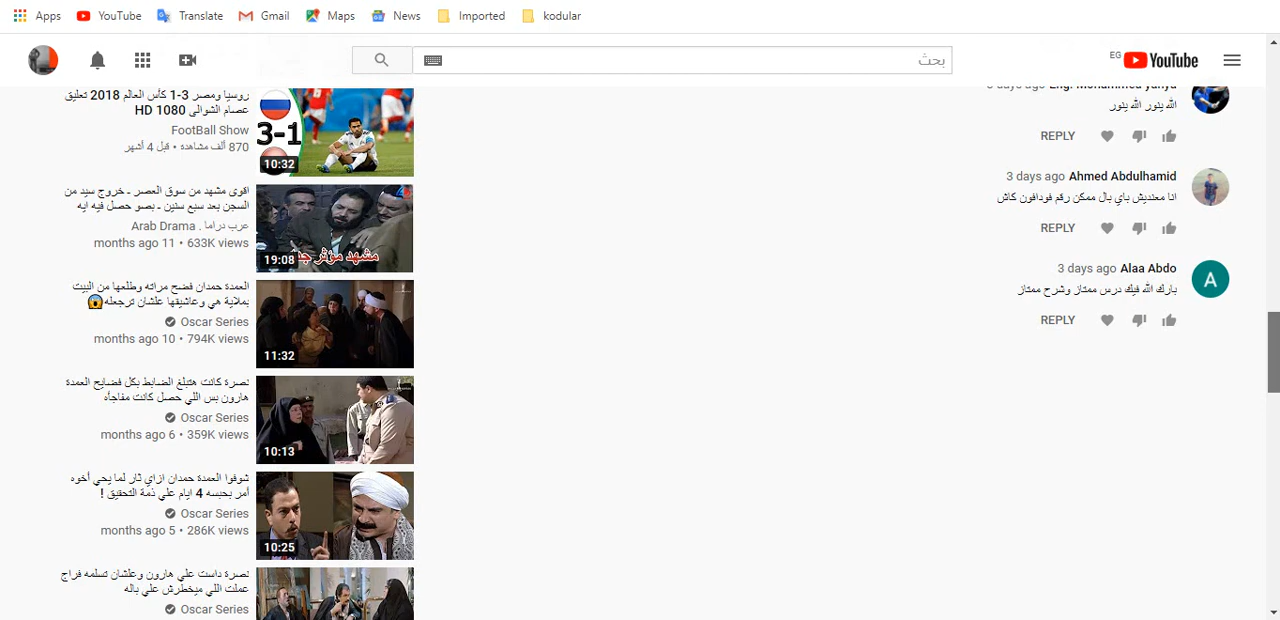 Apps YouTube Translate Gmail Maps News Imported kodular
EG YouTube
بحث
الله ينور الله ينور
REPLY
3 days ago Ahmed Abdulhamid
انا معنديش باي بال ممكن رقم فودافون كاش
REPLY
3 days ago Alaa Abdo
A
بارك الله فيك درس ممتاز وشرح ممتاز
REPLY
روسيا ومصر 3-1 كأس العالم 2018 تعليق
عصام الشوالى HD 1080
FootBall Show
870 ألف مشاهدة • قبل 4 أشهر
3-1
10:32
اقوى مشهد من سوق العصر ـ خروج سيد من
السجن بعد سبع سنين ـ بصو حصل فيه ايه
عرب دراما . Arab Drama
months ago 11 • 633K views
19:08
مشهد مؤثر جدا
العمدة حمدان فضح مراته وطلعها من البيت
بملاية هي وعاشيقها علشان ترجعله😱
Oscar Series
months ago 10 • 794K views
11:32
نصرة كانت هتبلغ الضابط بكل فضايح العمدة
هارون بس اللي حصل كانت مفاجأه
Oscar Series
months ago 6 • 359K views
10:13
شوفوا العمدة حمدان ازاي ثار لما يحي أخوه
أمر بحبسه 4 ايام علي ذمة التحقيق !
Oscar Series
months ago 5 • 286K views
10:25
نصرة داست علي هارون وعلشان تسلمه فراج
عملت اللي ميخطرش علي باله
Oscar Series